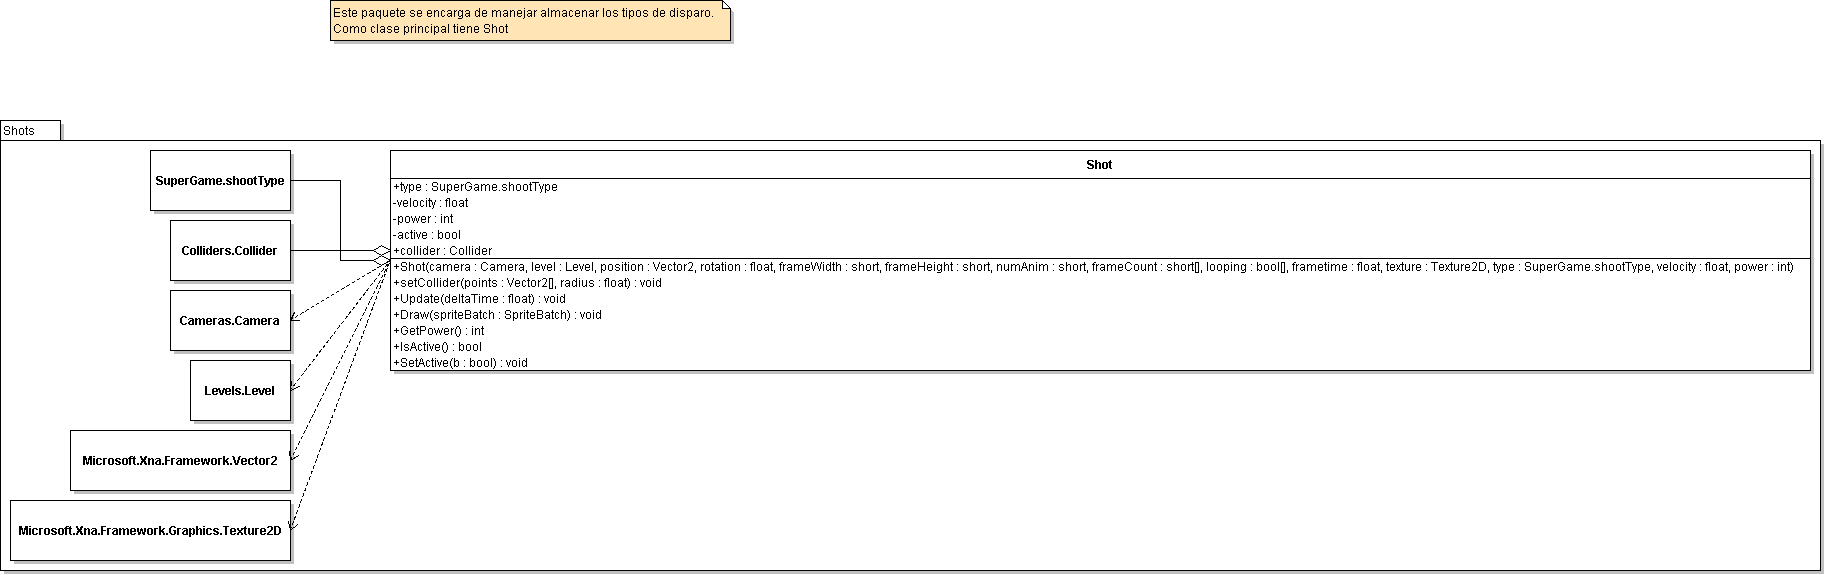 Este paquete se encarga de manejar almacenar los tipos de disparo.
Como clase principal tiene Shot
Shots
SuperGame.shootType
Colliders.Collider
Cameras.Camera
Levels.Level
Microsoft.Xna.Framework.Vector2
Microsoft.Xna.Framework.Graphics.Texture2D
Shot
+type : SuperGame.shootType
-velocity : float
-power : int
-active : bool
+collider : Collider
+Shot(camera : Camera, level : Level, position : Vector2, rotation : float, frameWidth : short, frameHeight : short, numAnim : short, frameCount : short[], looping : bool[], frametime : float, texture : Texture2D, type : SuperGame.shootType, velocity : float, power : int)
+setCollider(points : Vector2[], radius : float) : void
+Update(deltaTime : float) : void
+Draw(spriteBatch : SpriteBatch) : void
+GetPower() : int
+IsActive() : bool
+SetActive(b : bool) : void